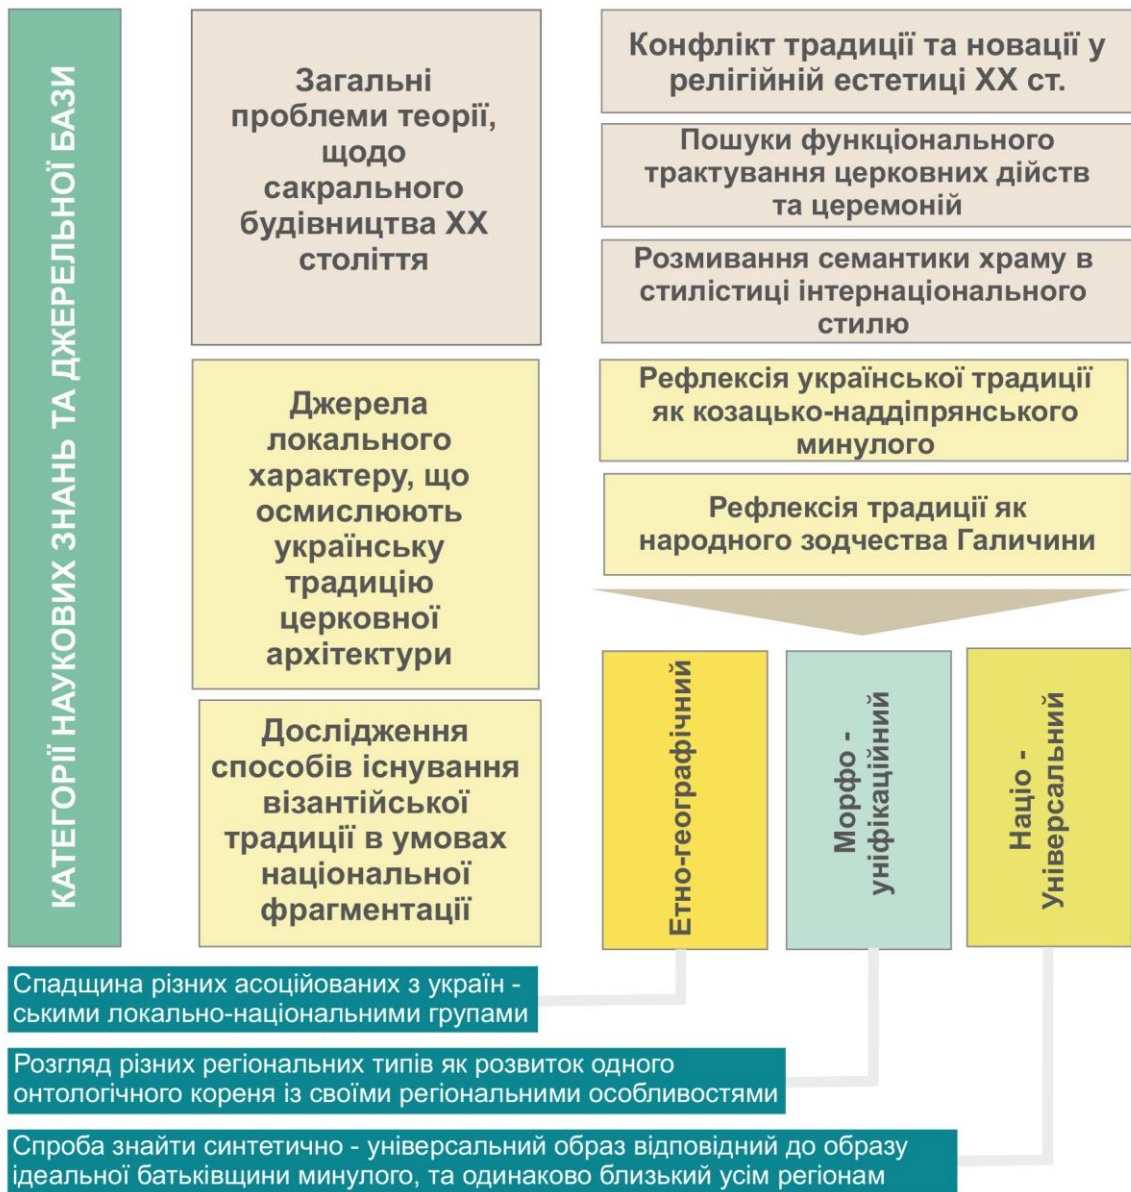 КАТЕГОРІЇ НАУКОВИХ ЗНАНЬ ТА ДЖЕРЕЛЬНОЇ БАЗИ
Загальні
проблеми теорії,
щодо
сакрального
будівництва ХХ
століття
Конфлікт традиції та новації у
релігійній естетиці ХХ ст.
Пошуки функціонального
трактування церковних дійств
та церемоній
Розмивання семантики храму в
стилістиці інтернаціонального
стилю
Джерела
локального
характеру, що
осмислюють
українську
традицію
церковної
архітектури
Рефлексія української традиції
як козацько-наддіпрянського
минулого
Рефлексія традиції як
народного зодчества Галичини
Дослідження
способів існування
візантійської
традиції в умовах
національної
фрагментації
Етно-географічний
Морфо -
уніфікаційний
Націо -
Універсальний
Спадщина різних асоційованих з україн -
ськими локально-національними групами
Розгляд різних регіональних типів як розвиток одного
онтологічного кореня із своїми регіональними особливостями
Спроба знайти синтетично - універсальний образ відповідний до образу
ідеальної батьківщини минулого, та одинаково близький усім регіонам